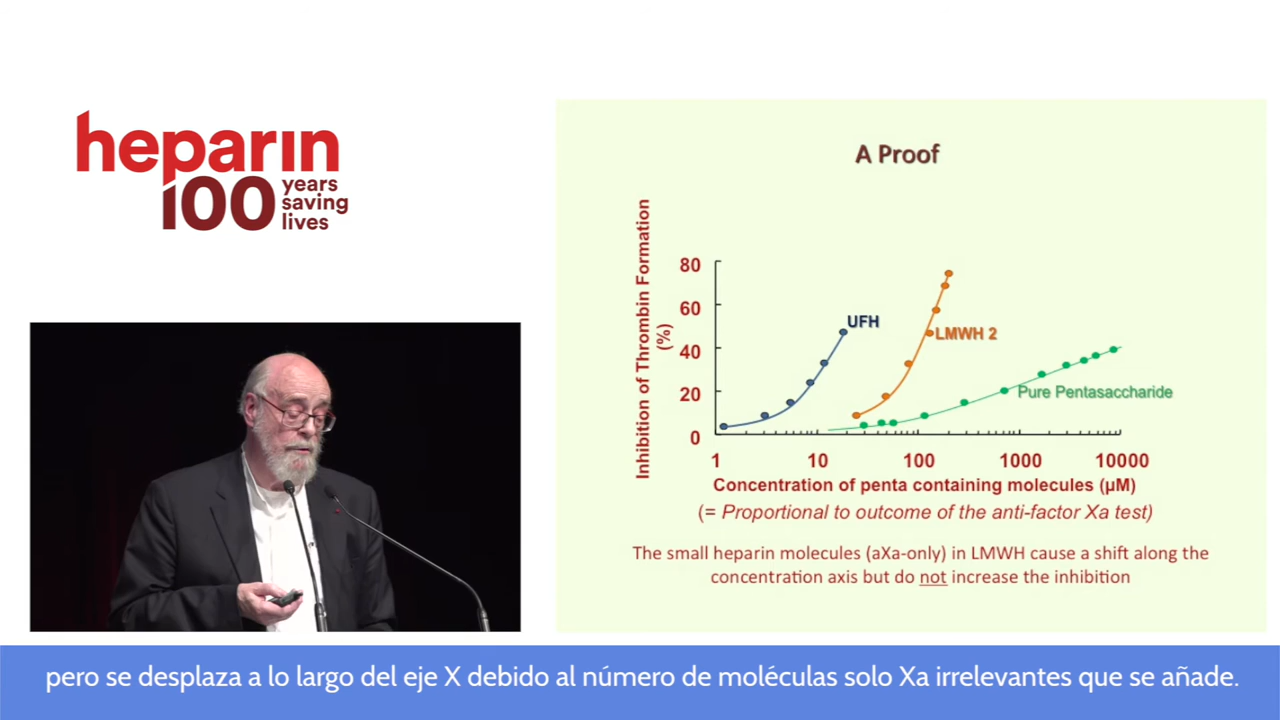 heparin
100 years
saving
lives
A Proof
Inhibition of Thrombin Formation
(%)
80
60
40
20
0
UFH
LMWH 2
Pure Pentasaccharide
1 10 100 1000 10000
Concentration of penta containing molecules (µM)
(= Proportional to outcome of the anti-factor Xa test)
The small heparin molecules (aXa-only) in LMWH cause a shift along the
concentration axis but do not increase the inhibition
pero se desplaza a lo largo del eje X debido al número de moléculas solo Xa irrelevantes que se añade.